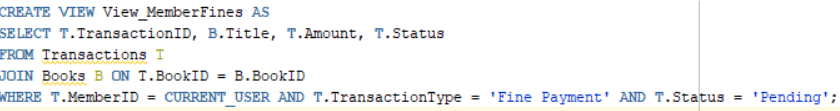 CREATE VIEW View_MemberFines AS
SELECT T.TransactionID, B.Title, T.Amount, T.Status
FROM Transactions T
JOIN Books B ON T.BookID = B.BookID
WHERE T.MemberID = CURRENT_USER AND T.TransactionType = 'Fine Payment' AND T.Status = 'Pending';